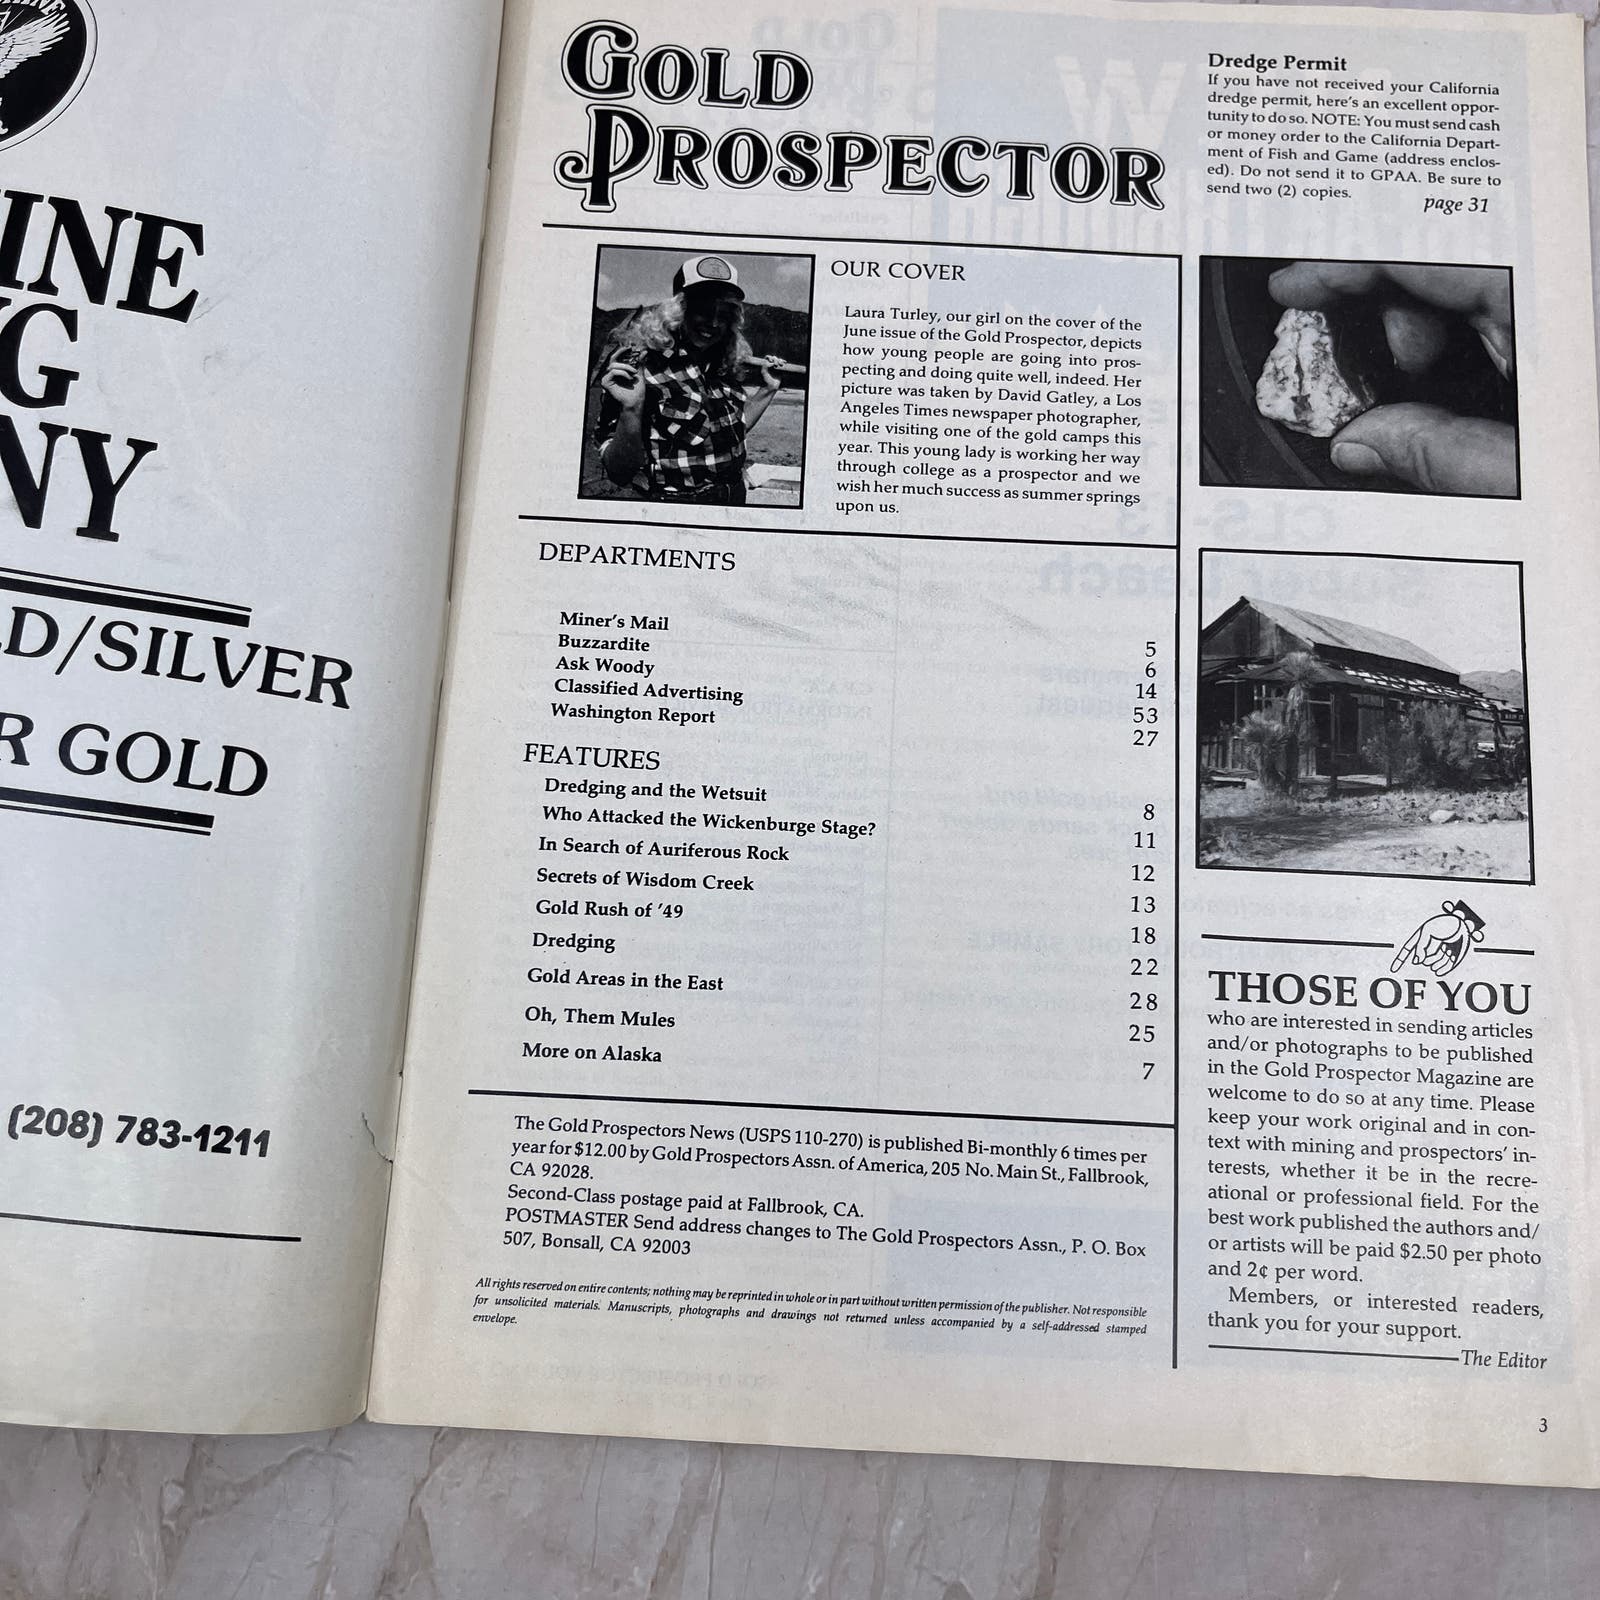 INE
G
NY
LD/SILVER
R GOLD
(208) 783-1211
GOLD
PROSPECTOR
Dredge Permit
If you have not received your California
dredge permit, here's an excellent oppor-
tunity to do so. NOTE: You must send cash
or money order to the California Depart-
ment of Fish and Game (address enclos-
ed). Do not send it to GPAA. Be sure to
send two (2) copies.
page 31
OUR COVER
Laura Turley, our girl on the cover of the
June issue of the Gold Prospector, depicts
how young people are going into pros-
pecting and doing quite well, indeed. Her
picture was taken by David Gatley, a Los
Angeles Times newspaper photographer,
while visiting one of the gold camps this
year. This young lady is working her way
through college as a prospector and we
wish her much success as summer springs
upon us.
DEPARTMENTS
Miner's Mail 5
Buzzardite 6
Ask Woody 14
Classified Advertising 53
Washington Report 27
FEATURES
Dredging and the Wetsuit 8
Who Attacked the Wickenburge Stage? 11
In Search of Auriferous Rock 12
Secrets of Wisdom Creek 13
Gold Rush of '49 18
Dredging 22
Gold Areas in the East 28
Oh, Them Mules 25
More on Alaska 7
The Gold Prospectors News (USPS 110-270) is published Bi-monthly 6 times per
year for $12.00 by Gold Prospectors Assn. of America, 205 No. Main St., Fallbrook,
CA 92028.
Second-Class postage paid at Fallbrook, CA.
POSTMASTER Send address changes to The Gold Prospectors Assn., P. O. Box
507, Bonsall, CA 92003
All rights reserved on entire contents; nothing may be reprinted in whole or in part without written permission of the publisher. Not responsible
for unsolicited materials. Manuscripts, photographs and drawings not returned unless accompanied by a self-addressed stamped
envelope.
THOSE OF YOU
who are interested in sending articles
and/or photographs to be published
in the Gold Prospector Magazine are
welcome to do so at any time. Please
keep your work original and in con-
text with mining and prospectors' in-
terests, whether it be in the recre-
ational or professional field. For the
best work published the authors and/
or artists will be paid $2.50 per photo
and 2¢ per word.
Members, or interested readers,
thank you for your support.
The Editor
3